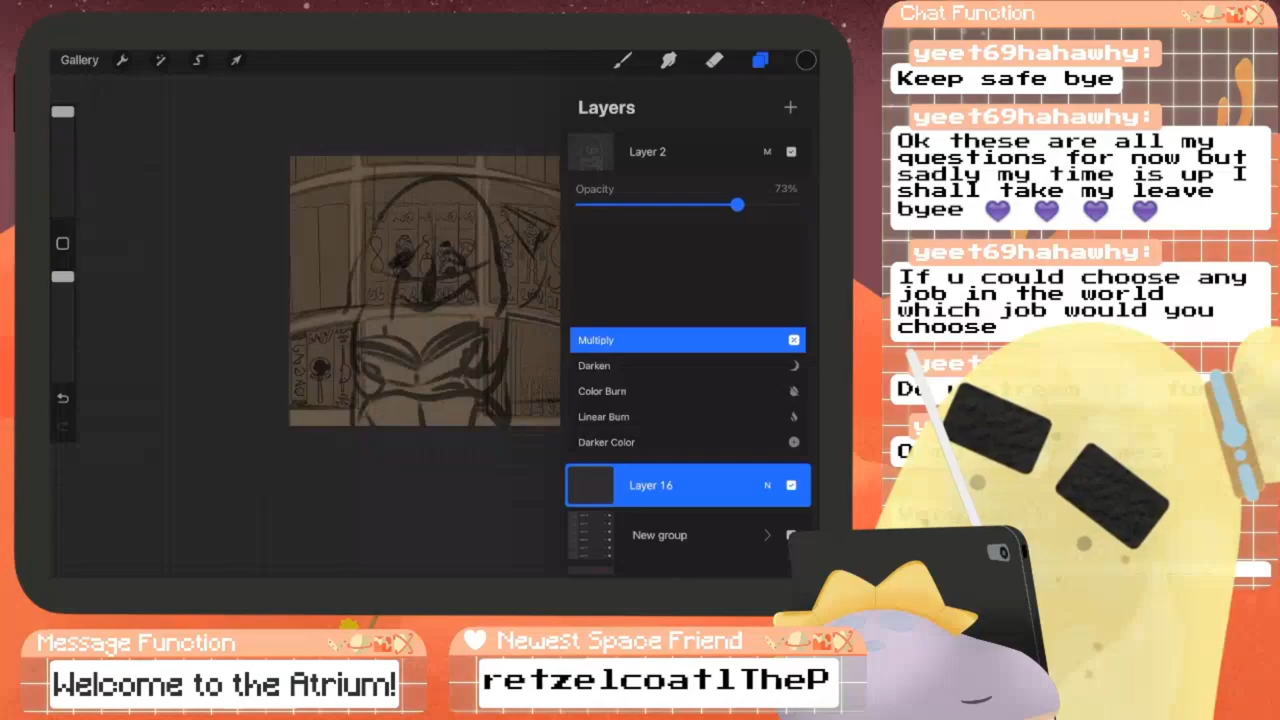 Gallery
Layers
Layer 2
M
Opacity
73%
Multiply
Darken
Color Burn
Linear Burn
Darker Color
Layer 16
N
New group
Chat Function
yeet69hahawhy:
Keep safe bye
yeet69hahawhy:
Ok these are all my
questions for now but
sadly my time is up I
shall take my leave
byee 💜 💜 💜 💜
yeet69hahawhy:
If u could choose any
job in the world
which job would you
choose
Message Function
Welcome to the Atrium!
Newest Space Friend
retzelcoatlTheP